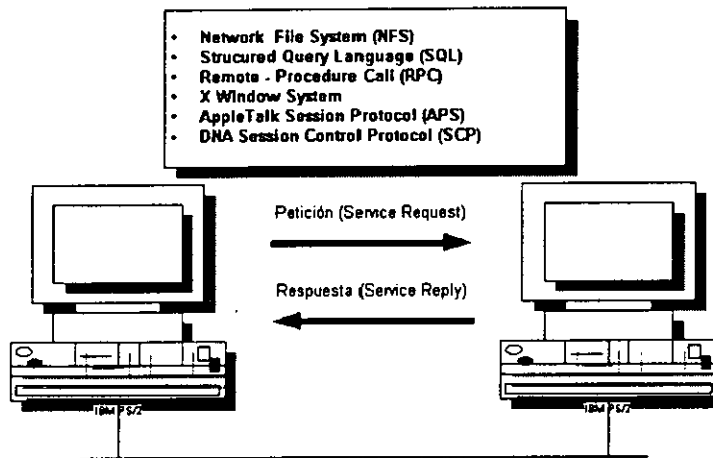 • Network File System (NFS)
• Strucured Query Language (SQL)
• Remote - Procedure Call (RPC)
• X Window System
• AppleTalk Session Protocol (APS)
• DNA Session Control Protocol (SCP)
Petición (Service Request)
Respuesta (Service Reply)
IBM PS/2
IBM PS/2